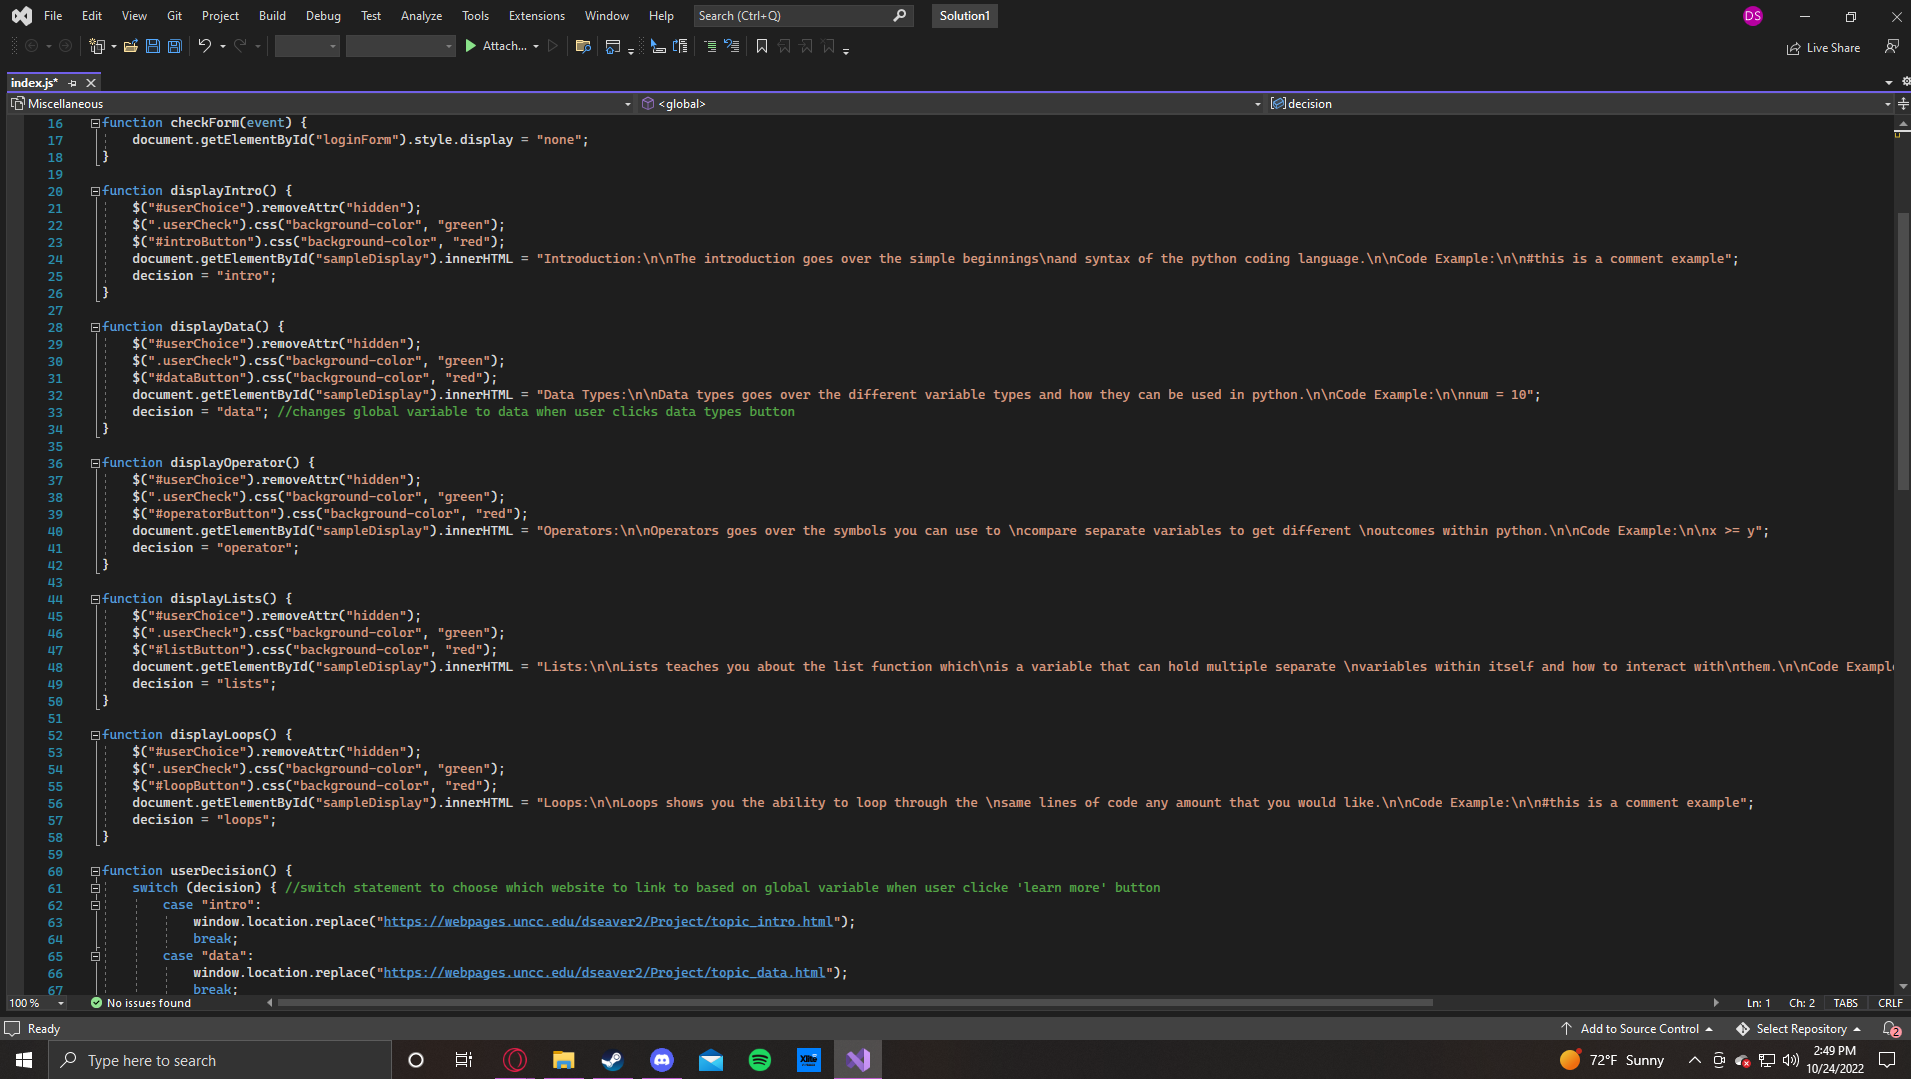 File Edit View Git Project Build Debug Test Analyze Tools Extensions Window Help Search (Ctrl+Q) Solution1 DS
Attach... Live Share
index.js*
Miscellaneous <global> decision
16 function checkForm(event) {
17 document.getElementById("loginForm").style.display = "none";
18 }
19
20 function displayIntro() {
21 $("#userChoice").removeAttr("hidden");
22 $(".userCheck").css("background-color", "green");
23 $("#introButton").css("background-color", "red");
24 document.getElementById("sampleDisplay").innerHTML = "Introduction:\n\nThe introduction goes over the simple beginnings\nand syntax of the python coding language.\n\nCode Example:\n\n#this is a comment example";
25 decision = "intro";
26 }
27
28 function displayData() {
29 $("#userChoice").removeAttr("hidden");
30 $(".userCheck").css("background-color", "green");
31 $("#dataButton").css("background-color", "red");
32 document.getElementById("sampleDisplay").innerHTML = "Data Types:\n\nData types goes over the different variable types and how they can be used in python.\n\nCode Example:\n\nnum = 10";
33 decision = "data"; //changes global variable to data when user clicks data types button
34 }
35
36 function displayOperator() {
37 $("#userChoice").removeAttr("hidden");
38 $(".userCheck").css("background-color", "green");
39 $("#operatorButton").css("background-color", "red");
40 document.getElementById("sampleDisplay").innerHTML = "Operators:\n\nOperators goes over the symbols you can use to \ncompare separate variables to get different \noutcomes within python.\n\nCode Example:\n\nx >= y";
41 decision = "operator";
42 }
43
44 function displayLists() {
45 $("#userChoice").removeAttr("hidden");
46 $(".userCheck").css("background-color", "green");
47 $("#listButton").css("background-color", "red");
48 document.getElementById("sampleDisplay").innerHTML = "Lists:\n\nLists teaches you about the list function which\nis a variable that can hold multiple separate \nvariables within itself and how to interact with\nthem.\n\nCode Example
49 decision = "lists";
50 }
51
52 function displayLoops() {
53 $("#userChoice").removeAttr("hidden");
54 $(".userCheck").css("background-color", "green");
55 $("#loopButton").css("background-color", "red");
56 document.getElementById("sampleDisplay").innerHTML = "Loops:\n\nLoops shows you the ability to loop through the \nsame lines of code any amount that you would like.\n\nCode Example:\n\n#this is a comment example";
57 decision = "loops";
58 }
59
60 function userDecision() {
61 switch (decision) { //switch statement to choose which website to link to based on global variable when user clicke 'learn more' button
62 case "intro":
63 window.location.replace("https://webpages.uncc.edu/dseaver2/Project/topic_intro.html");
64 break;
65 case "data":
66 window.location.replace("https://webpages.uncc.edu/dseaver2/Project/topic_data.html");
67 break;
100 % No issues found Ln: 1 Ch: 2 TABS CRLF
Ready Add to Source Control Select Repository 2
Type here to search 72°F Sunny 2:49 PM
10/24/2022